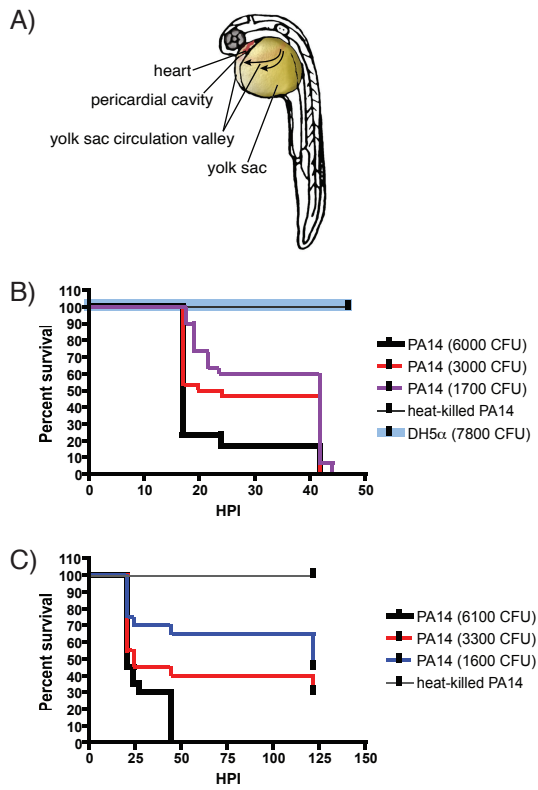 A)
heart
pericardial cavity
yolk sac circulation valley
yolk sac
B)
Percent survival
110
100
90
80
70
60
50
40
30
20
10
0
0 10 20 30 40 50
HPI
PA14 (6000 CFU)
PA14 (3000 CFU)
PA14 (1700 CFU)
heat-killed PA14
DH5α (7800 CFU)
C)
Percent survival
110
100
90
80
70
60
50
40
30
20
10
0
0 25 50 75 100 125 150
HPI
PA14 (6100 CFU)
PA14 (3300 CFU)
PA14 (1600 CFU)
heat-killed PA14